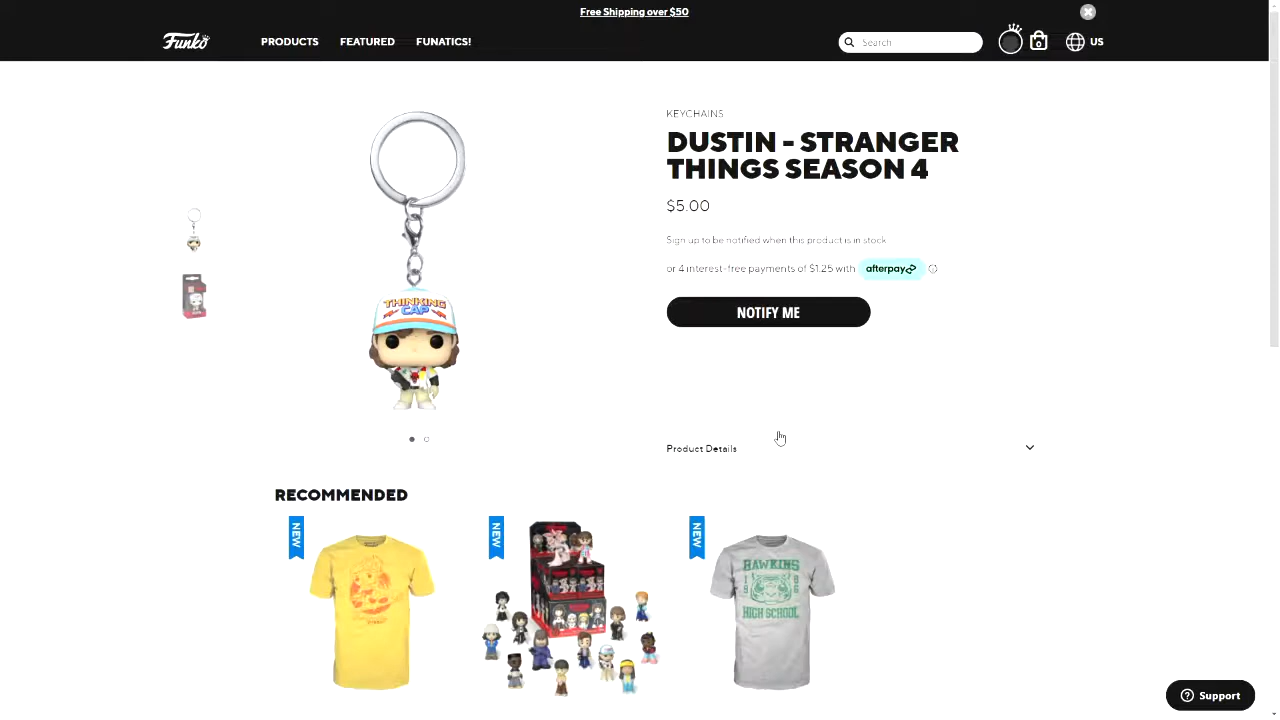 Free Shipping over $50
Funko
PRODUCTS
FEATURED
FUNATICS!
Search
0
US
KEYCHAINS
DUSTIN - STRANGER
THINGS SEASON 4
$5.00
Sign up to be notified when this product is in stock
or 4 interest-free payments of $1.25 with afterpay
NOTIFY ME
THINKING
CAP
Product Details
RECOMMENDED
NEW
NEW
NEW
HAWKINS
HIGH SCHOOL
Support